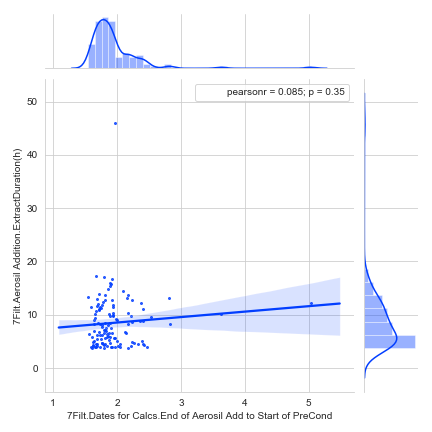 pearsonr = 0.085; p = 0.35
7Filt.Aerosil Addition.ExtractDuration(h)
50
40
30
20
10
0
1 2 3 4 5
7Filt.Dates for Calcs.End of Aerosil Add to Start of PreCond